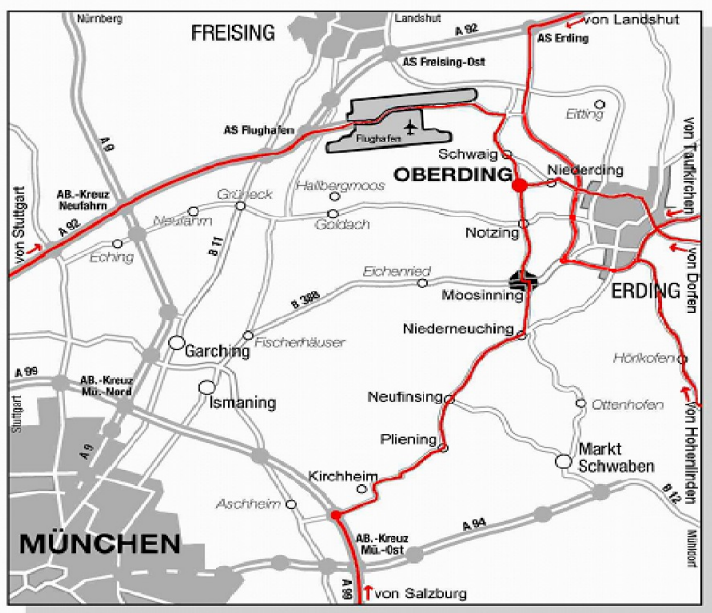 Nürnberg
Landshut
von Landshut
FREISING
A 92
AS Erding
AS Freising-Ost
A 9
Eitting
AS Flughafen
Flughafen
von Taufkirchen
Schwaig
OBERDING
Niederding
AB.-Kreuz
Neufahrn
Hallbergmoos
Grüneck
von Stuttgart
A 92
Neufahrn
Goldach
Notzing
Eching
B 11
von Dorfen
Eichenried
Moosinning
ERDING
B 388
Niederneuching
Fischerhäuser
Garching
Hörlkofen
A 99
AB.-Kreuz
Mü.-Nord
Ismaning
Neufinsing
Ottenhofen
von Hohenlinden
Stuttgart
A 9
Pliening
Markt
Schwaben
Kirchheim
Aschheim
B 12
MÜNCHEN
A 94
AB.-Kreuz
Mü.-Ost
Mühldorf
A 99
von Salzburg